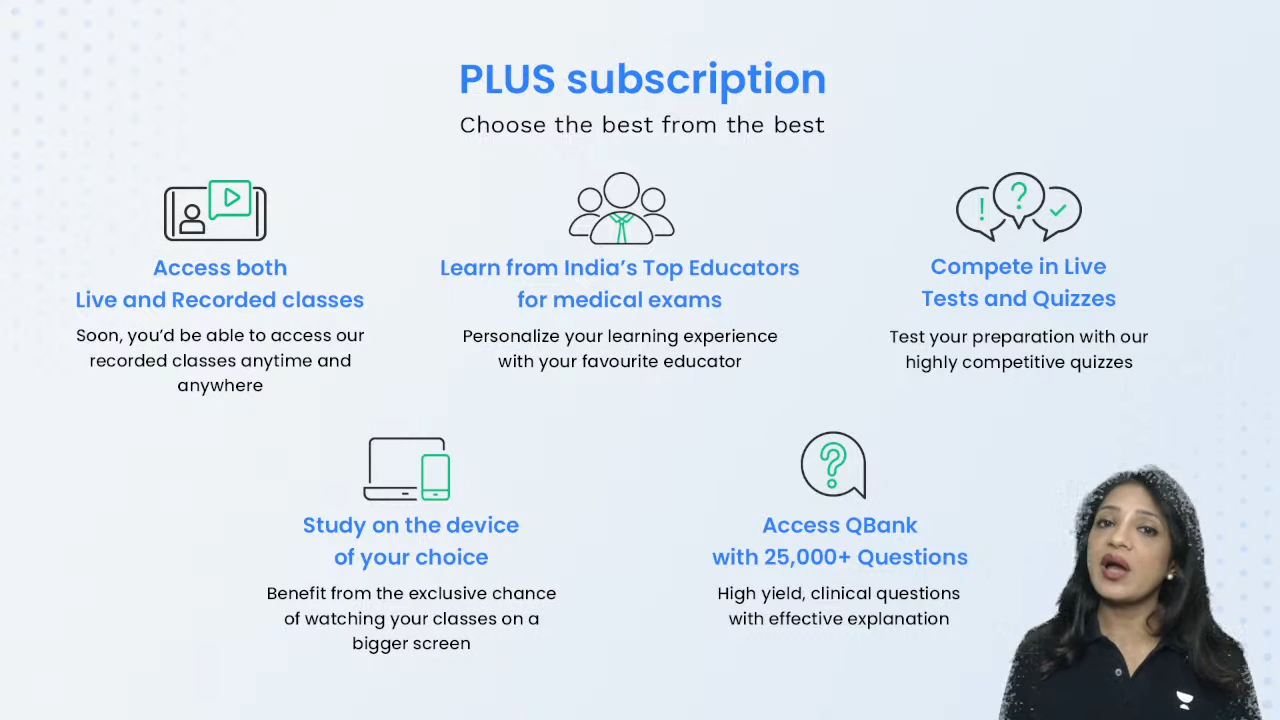 PLUS subscription
Choose the best from the best
Access both
Live and Recorded classes
Soon, you'd be able to access our
recorded classes anytime and
anywhere
Learn from India's Top Educators
for medical exams
Personalize your learning experience
with your favourite educator
Compete in Live
Tests and Quizzes
Test your preparation with our
highly competitive quizzes
Study on the device
of your choice
Benefit from the exclusive chance
of watching your classes on a
bigger screen
Access QBank
with 25,000+ Questions
High yield, clinical questions
with effective explanation